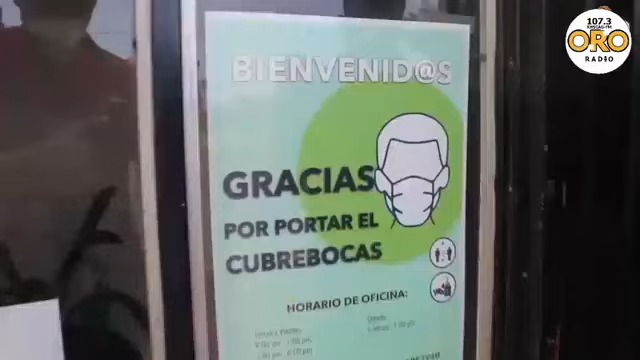 107.3
ORO
RADIO
BIENVENID@S
GRACIAS
POR PORTAR EL
CUBREBOCAS
HORARIO DE OFICINA: